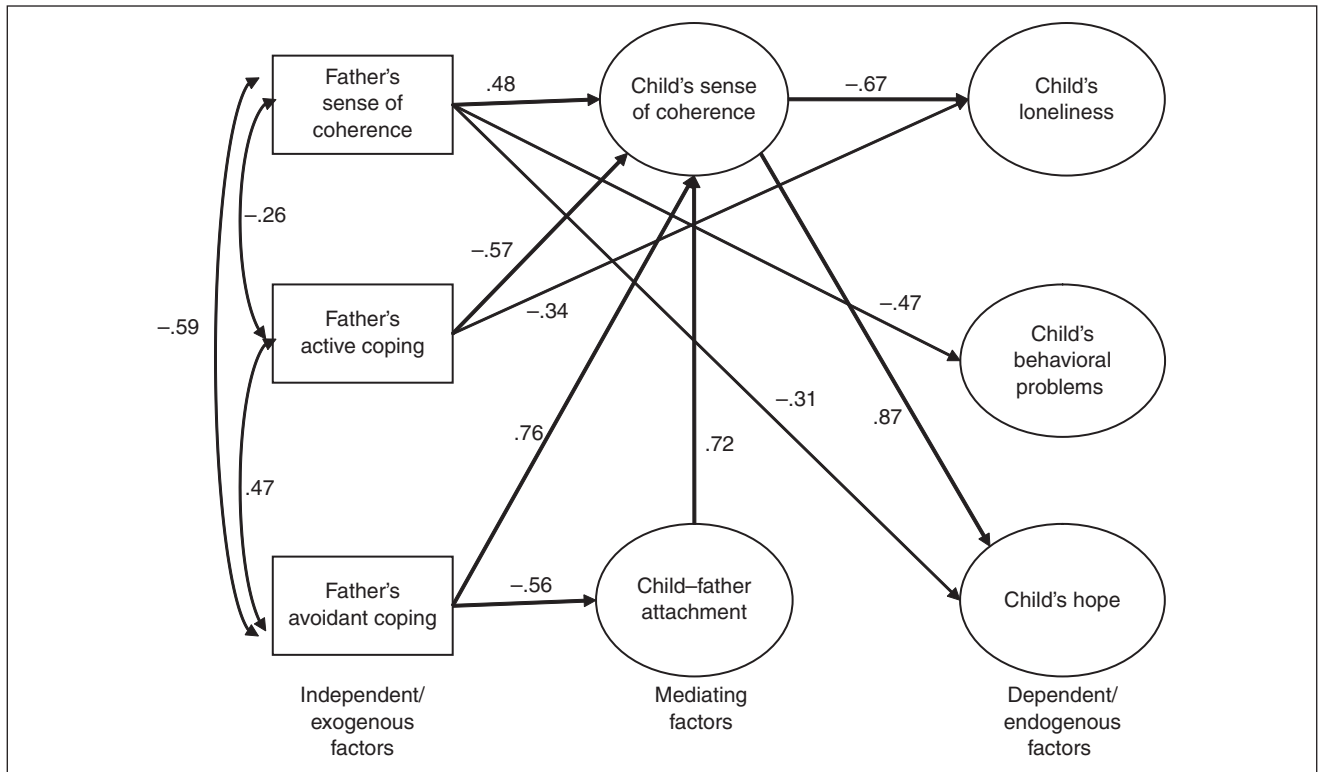 Father’s
sense of
coherence
.48
Child’s sense
of coherence
–.67
Child’s
loneliness
–.26
–.57
–.34
–.47
–.59
Father’s
active coping
Child’s
behavioral
problems
–.31
.87
.76
.72
.47
Father’s
avoidant coping
–.56
Child–father
attachment
Child’s hope
Independent/
exogenous
factors
Mediating
factors
Dependent/
endogenous
factors